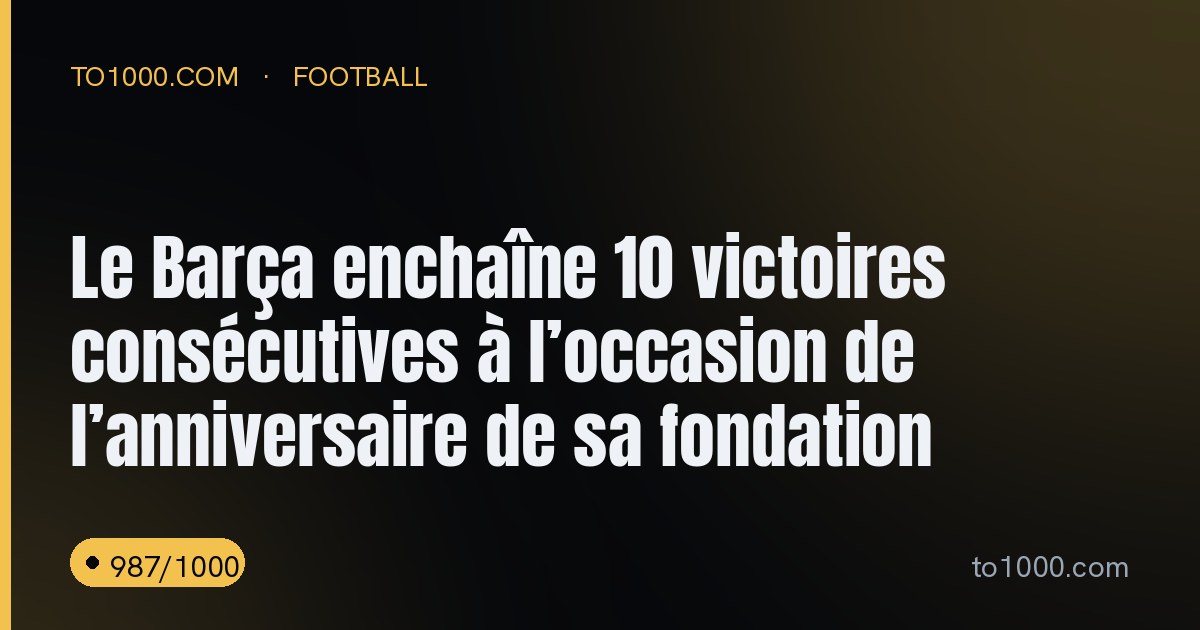 TO1000.COM · FOOTBALL
Le Barça enchaîne 10 victoires
consécutives à l’occasion de
l’anniversaire de sa fondation
987/1000
to1000.com